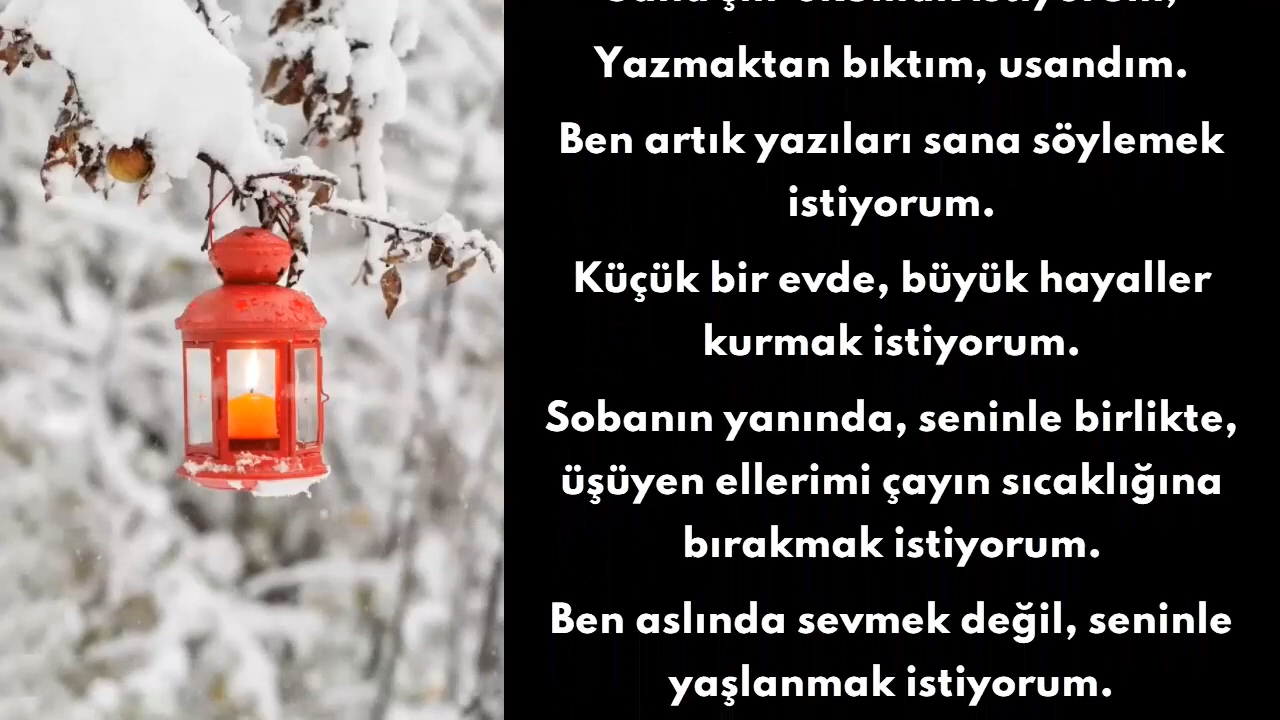 Yazmaktan bıktım, usandım.
Ben artık yazıları sana söylemek
istiyorum.
Küçük bir evde, büyük hayaller
kurmak istiyorum.
Sobanın yanında, seninle birlikte,
üşüyen ellerimi çayın sıcaklığına
bırakmak istiyorum.
Ben aslında sevmek değil, seninle
yaşlanmak istiyorum.